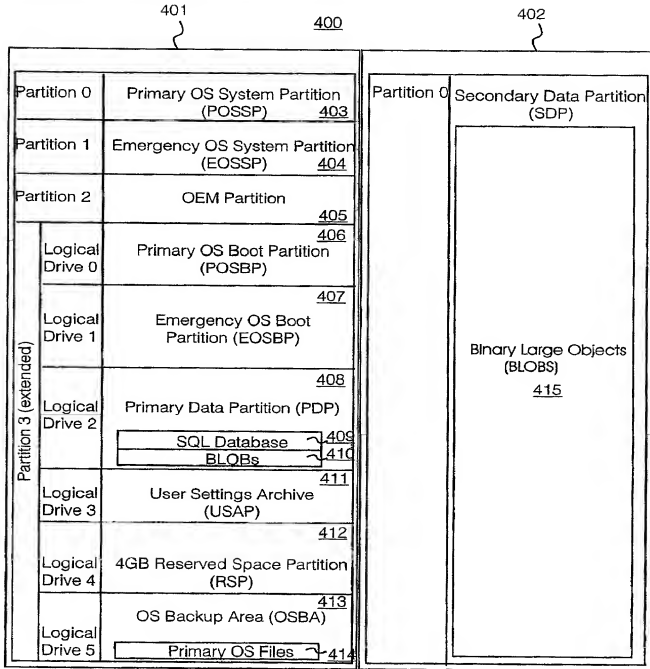 401
400
402
Partition 0
Primary OS System Partition
(POSSP)
403
Partition 1
Emergency OS System Partition
(EOSSP)
404
Partition 2
OEM Partition
405
Partition 3 (extended)
Logical
Drive 0
406
Primary OS Boot Partition
(POSBP)
Logical
Drive 1
407
Emergency OS Boot
Partition (EOSBP)
Logical
Drive 2
408
Primary Data Partition (PDP)
SQL Database
409
BLOBs
410
Logical
Drive 3
411
User Settings Archive
(USAP)
Logical
Drive 4
412
4GB Reserved Space Partition
(RSP)
Logical
Drive 5
413
OS Backup Area (OSBA)
Primary OS Files
414
Partition 0
Secondary Data Partition
(SDP)
Binary Large Objects
(BLOBS)
415